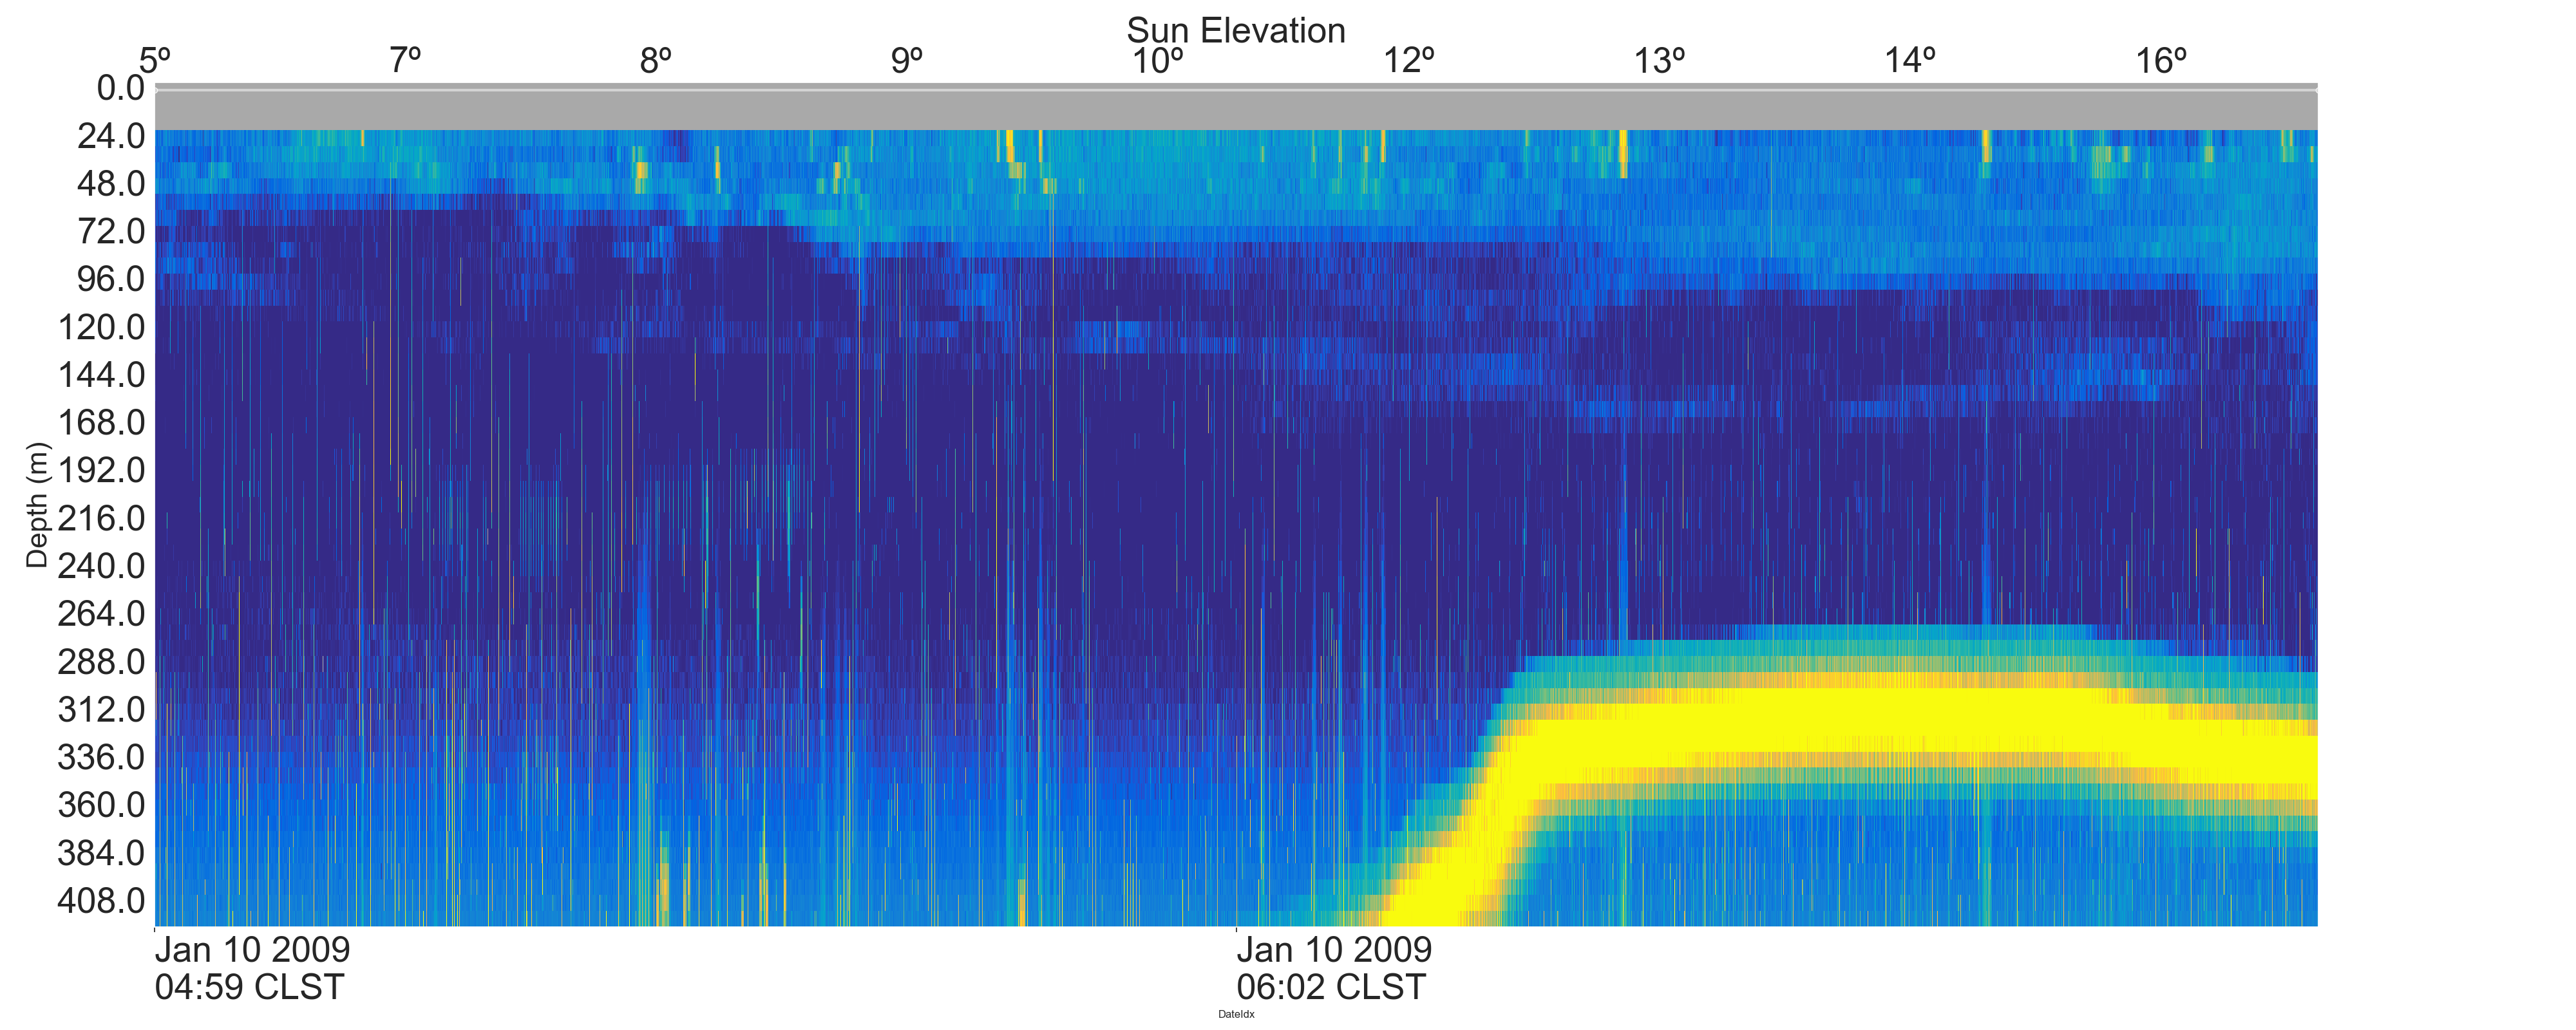 Sun Elevation
5º 7º 8º 9º 10º 12º 13º 14º 16º
0.0
24.0
48.0
72.0
96.0
120.0
144.0
168.0
192.0
216.0
240.0
264.0
288.0
312.0
336.0
360.0
384.0
408.0
Depth (m)
Jan 10 2009
04:59 CLST
Jan 10 2009
06:02 CLST
DateIdx